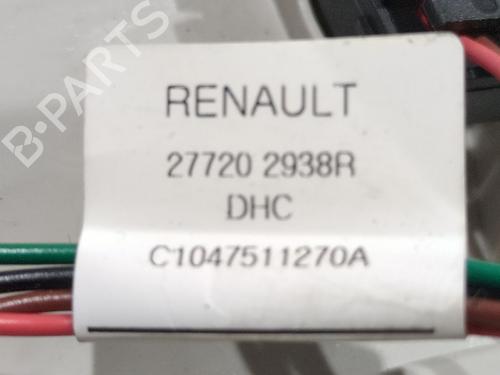 B-PARTS
RENAULT
27720 2938R
DHC
C1047511270A